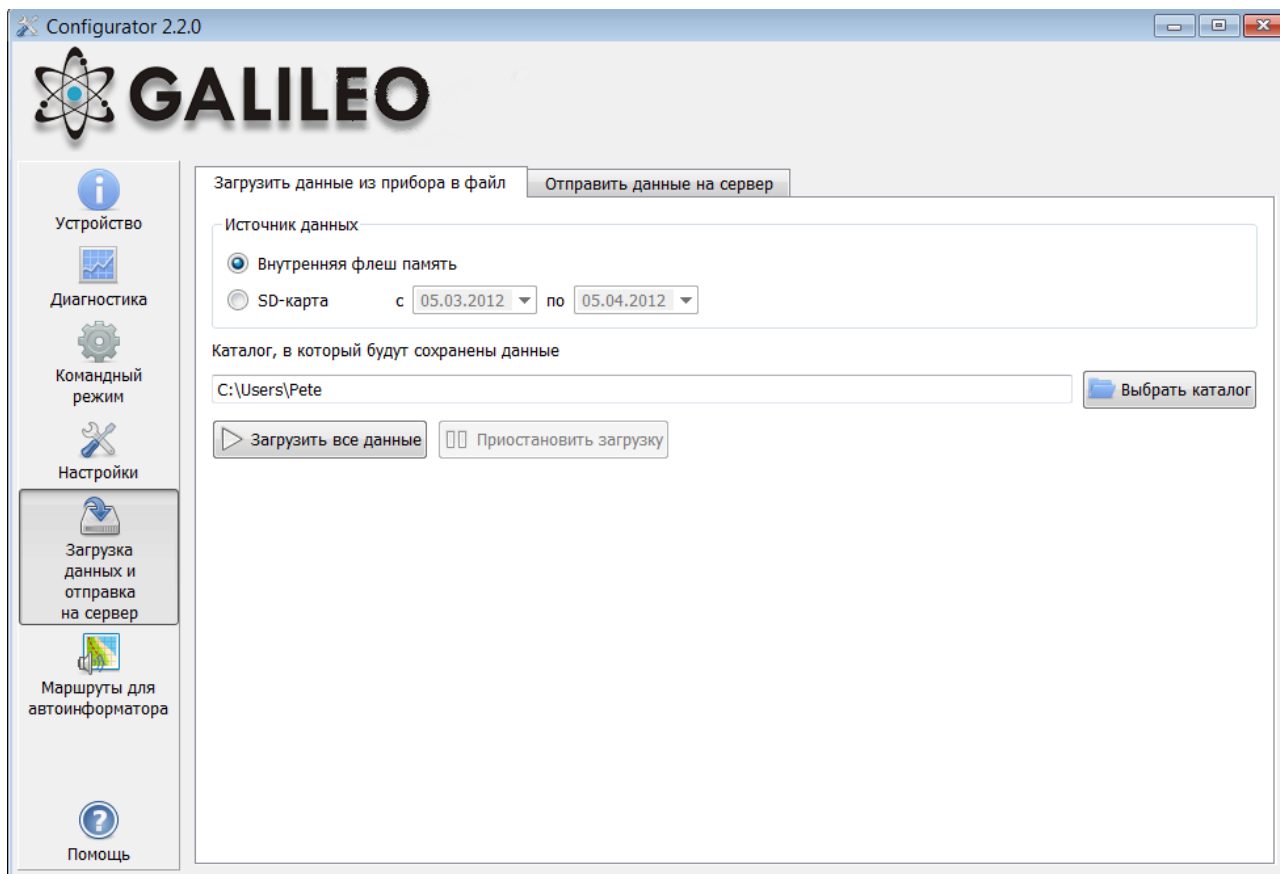 Configurator 2.2.0
GALILEO
Устройство
Диагностика
Командный
режим
Настройки
Загрузка
данных и
отправка
на сервер
Маршруты для
автоинформатора
Помощь
Загрузить данные из прибора в файл
Отправить данные на сервер
Источник данных
Внутренняя флеш память
SD-карта с 05.03.2012 по 05.04.2012
Каталог, в который будут сохранены данные
C:\Users\Pete
Выбрать каталог
Загрузить все данные
Приостановить загрузку